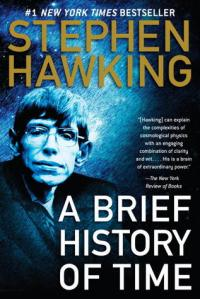 #1 NEW YORK TIMES BESTSELLER
STEPHEN
HAWKING
"[Hawking] can explain
the complexities of
cosmological physics
with an engaging
combination of clarity
and wit. . . . His is a brain
of extraordinary power."
—The New York
Review of Books
A BRIEF
HISTORY
OF TIME